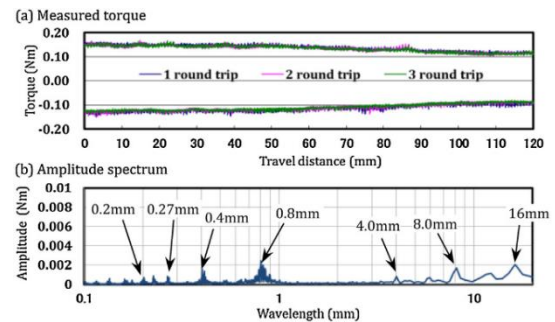 (a) Measured torque
Torque (Nm)
0.20
0.10
0.00
-0.10
-0.20
1 round trip 2 round trip 3 round trip
0 10 20 30 40 50 60 70 80 90 100 110 120
Travel distance (mm)
(b) Amplitude spectrum
Amplitude (Nm)
0.01
0.008
0.006
0.004
0.002
0
0.2mm 0.27mm 0.4mm 0.8mm 4.0mm 8.0mm 16mm
0.1 1 10
Wavelength (mm)